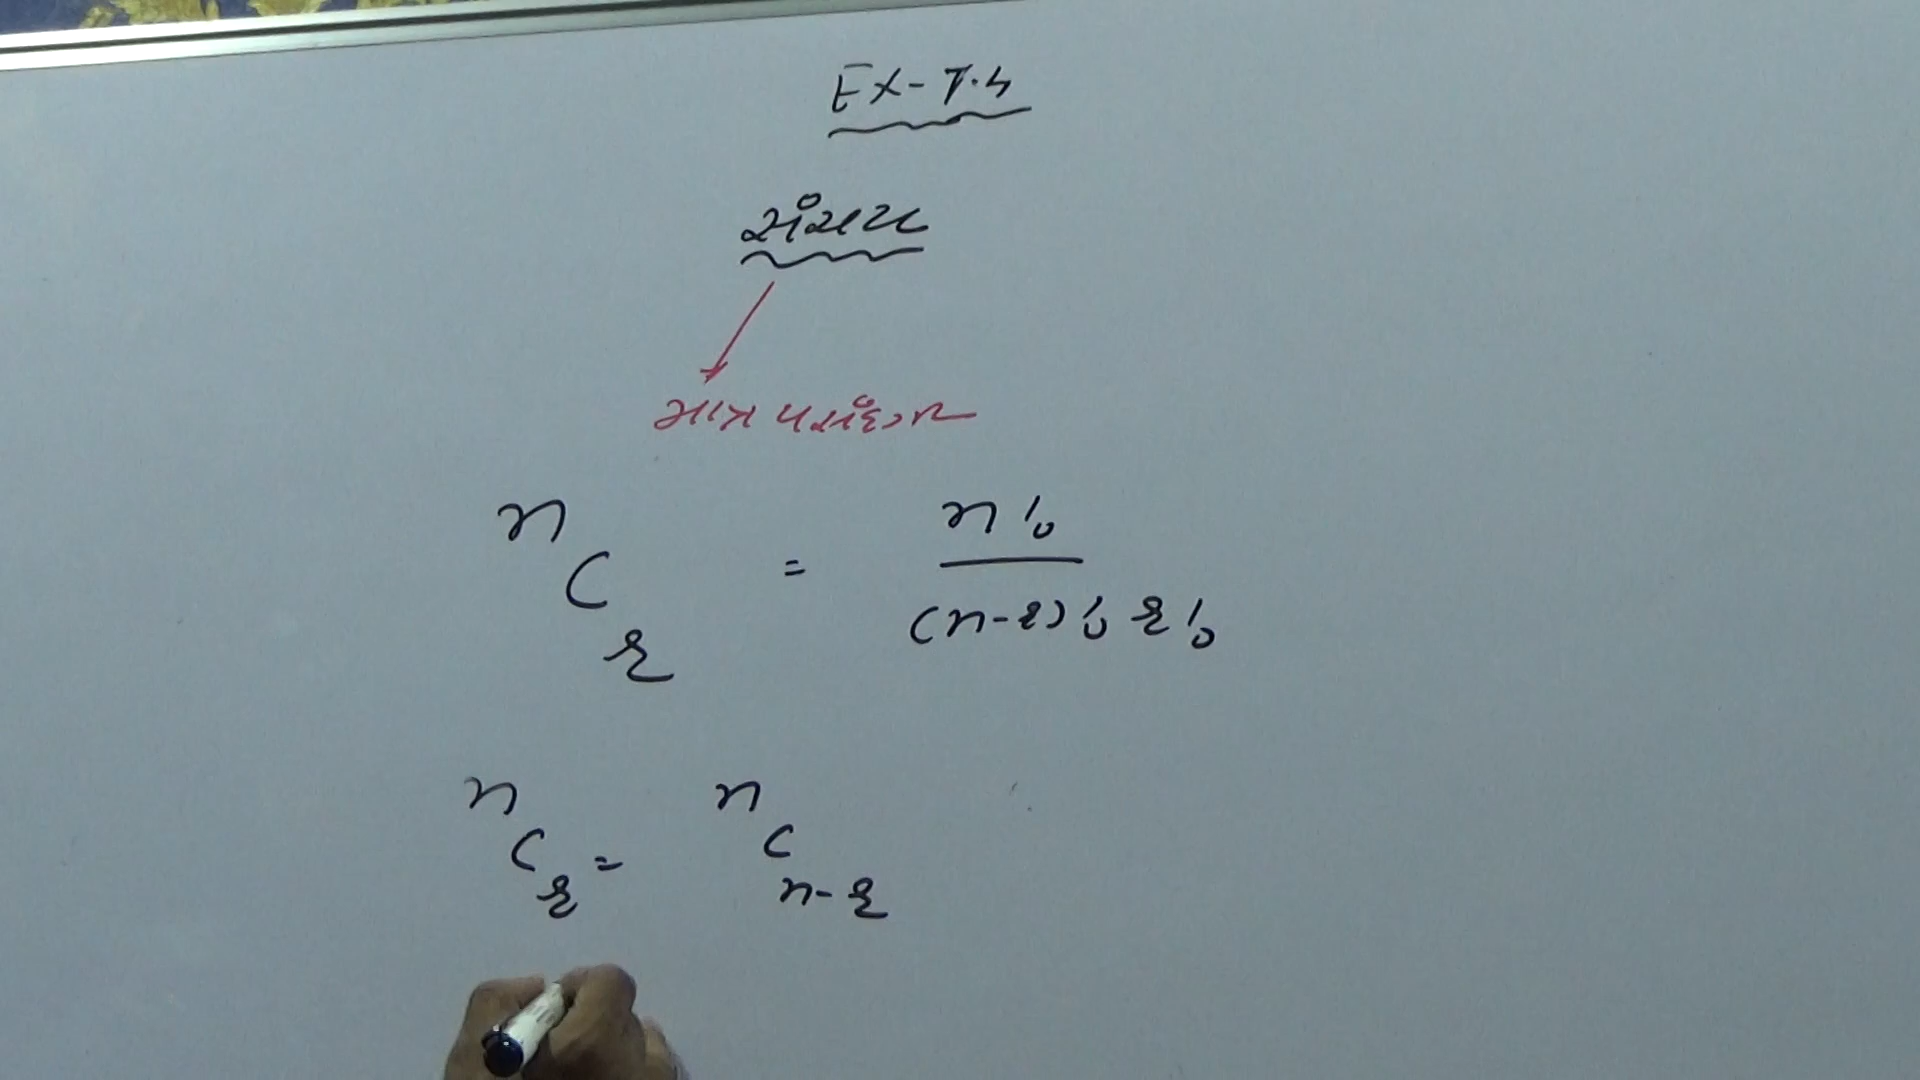 EX-7.4
સંચય
માત્ર પસંદગી
nCr = n! / (n-r)! r!
nCr = nCn-r